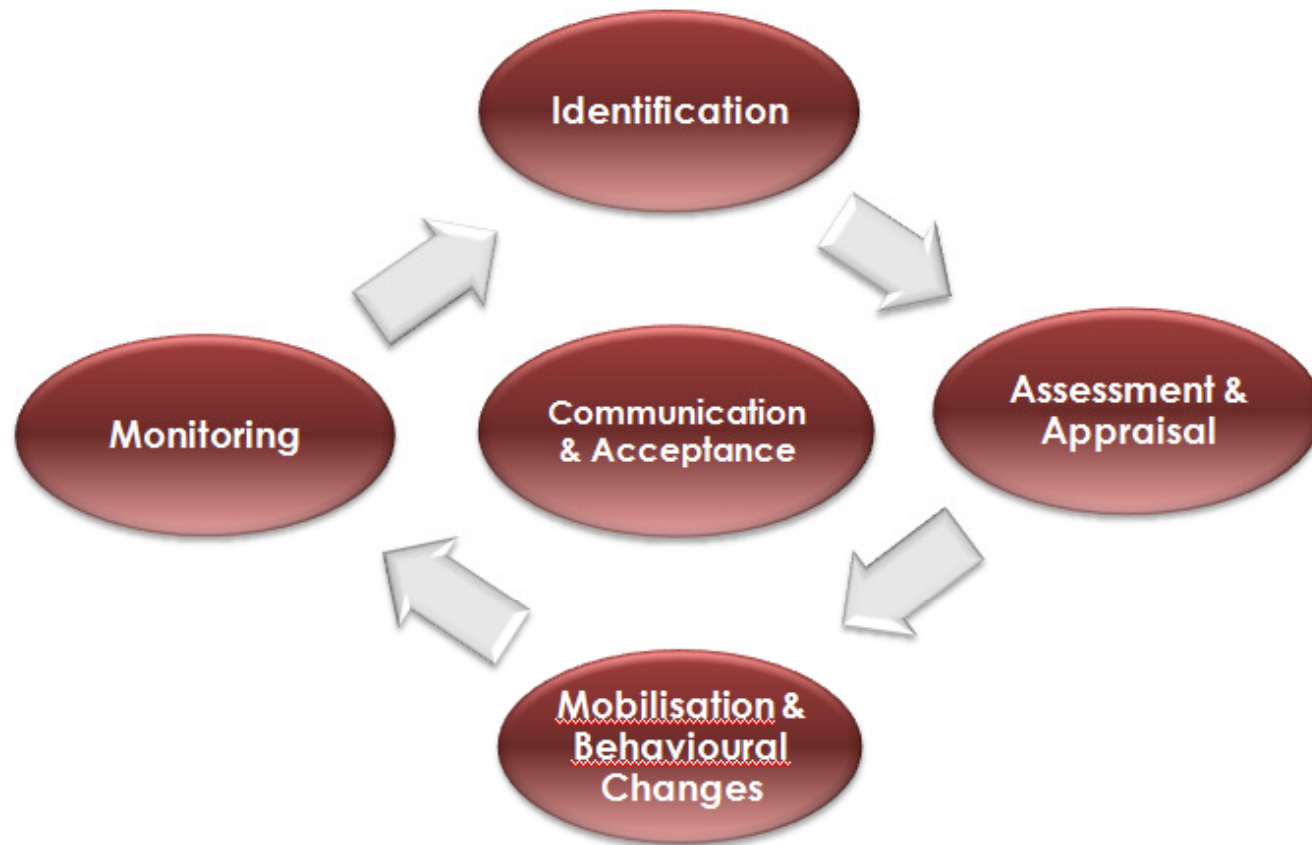 Identification
Assessment &
Appraisal
Monitoring
Communication
& Acceptance
Mobilisation &
Behavioural
Changes